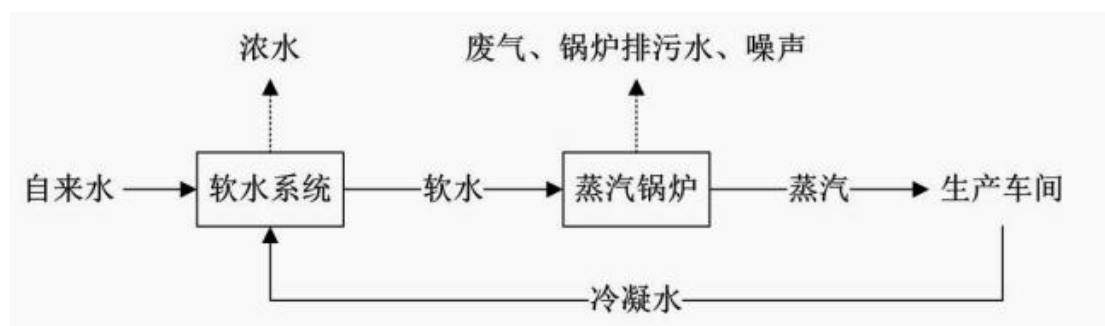 浓水
废气、锅炉排污水、噪声
自来水
软水系统
软水
蒸汽锅炉
蒸汽
生产车间
冷凝水